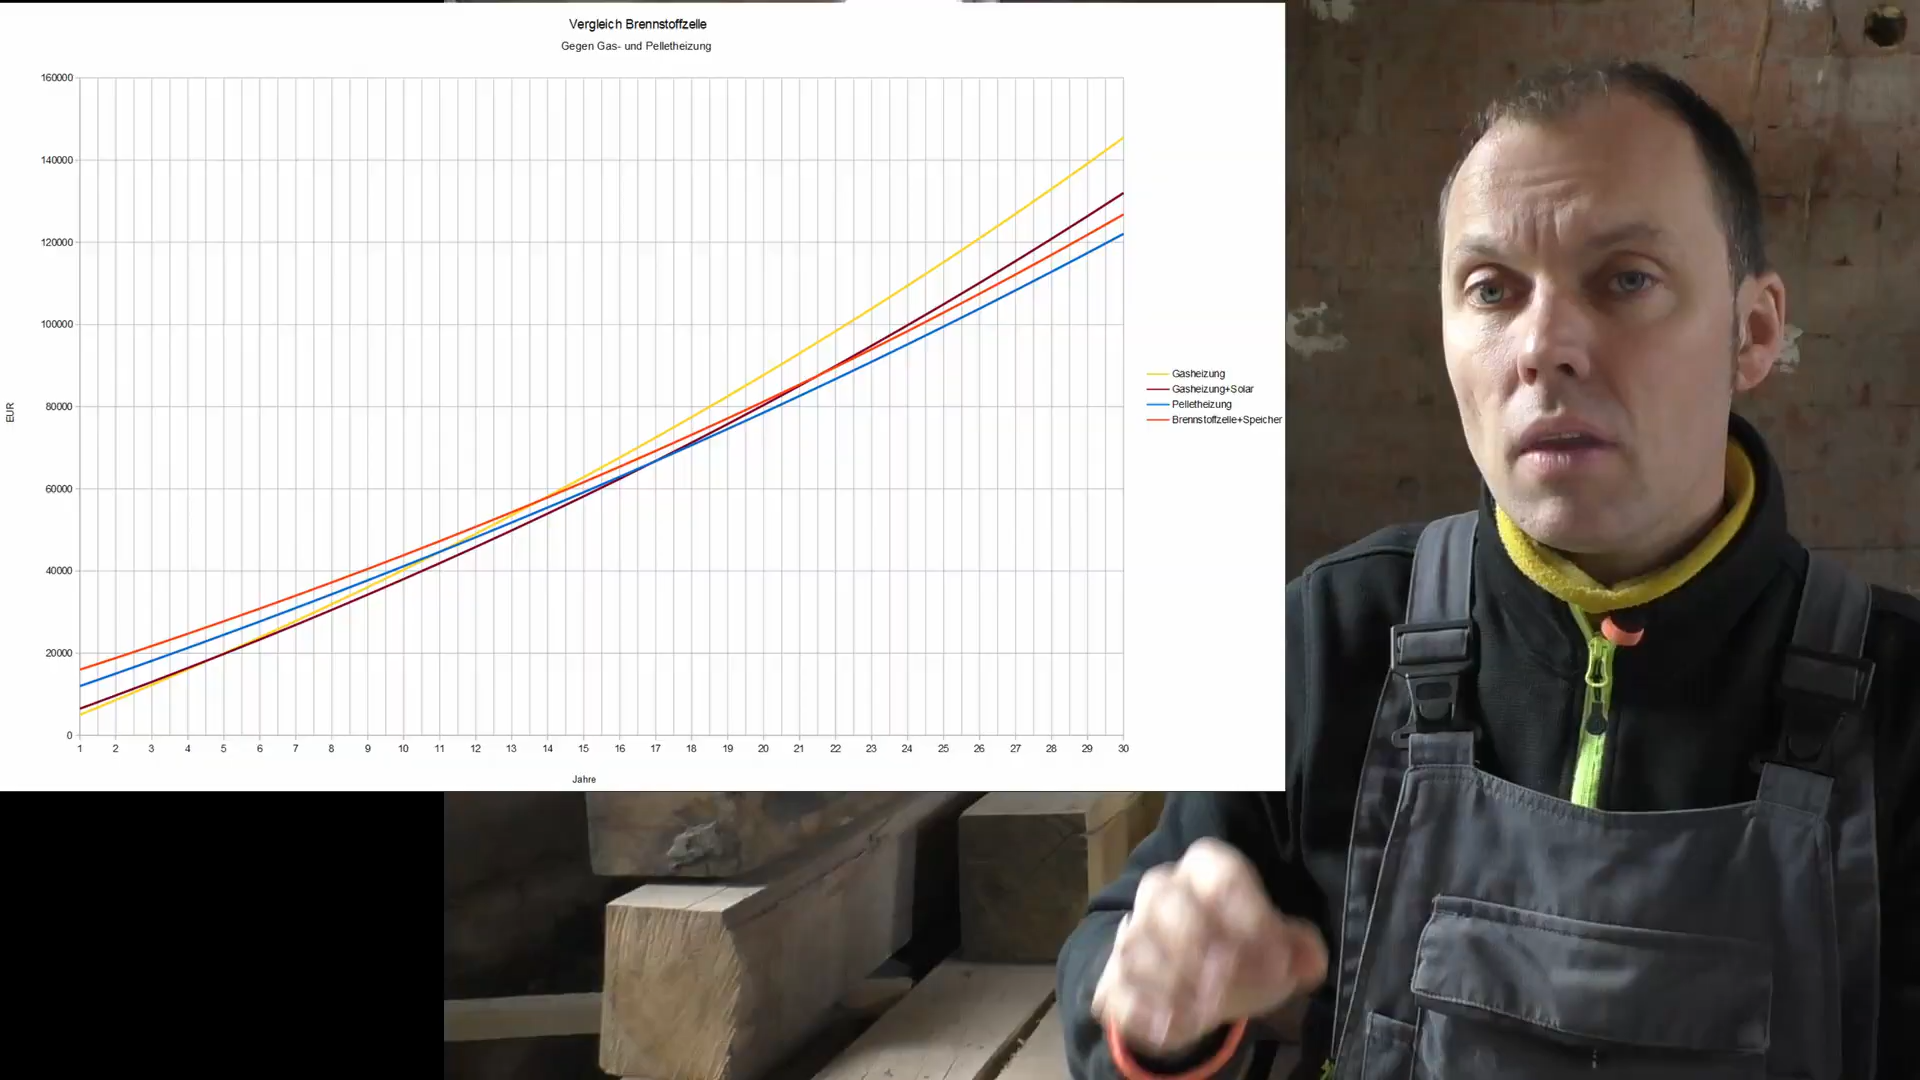 Vergleich Brennstoffzelle
Gegen Gas- und Pelletheizung
160000
140000
120000
100000
80000
60000
40000
20000
0
EUR
1 2 3 4 5 6 7 8 9 10 11 12 13 14 15 16 17 18 19 20 21 22 23 24 25 26 27 28 29 30
Jahre
Gasheizung
Gasheizung+Solar
Pelletheizung
Brennstoffzelle+Speicher